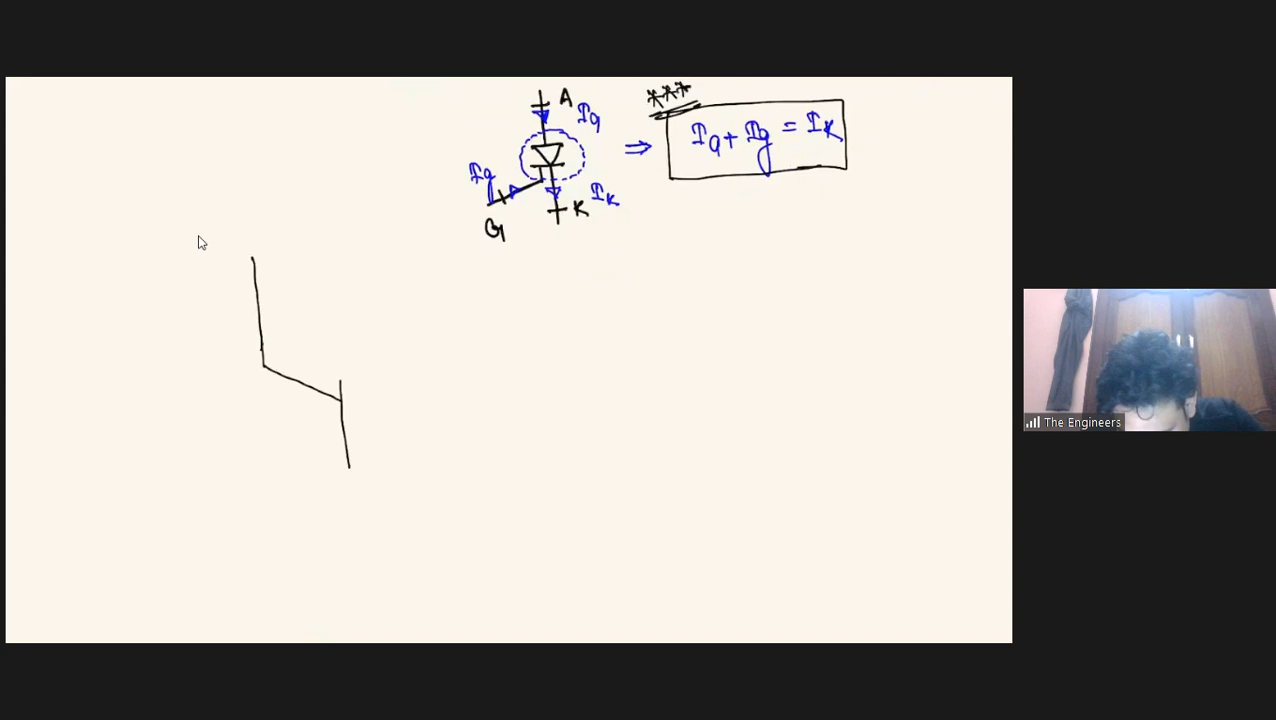 A
Ia
***
⇒ Ia + Ig = Ik
Ig
K Ik
G
The Engineers